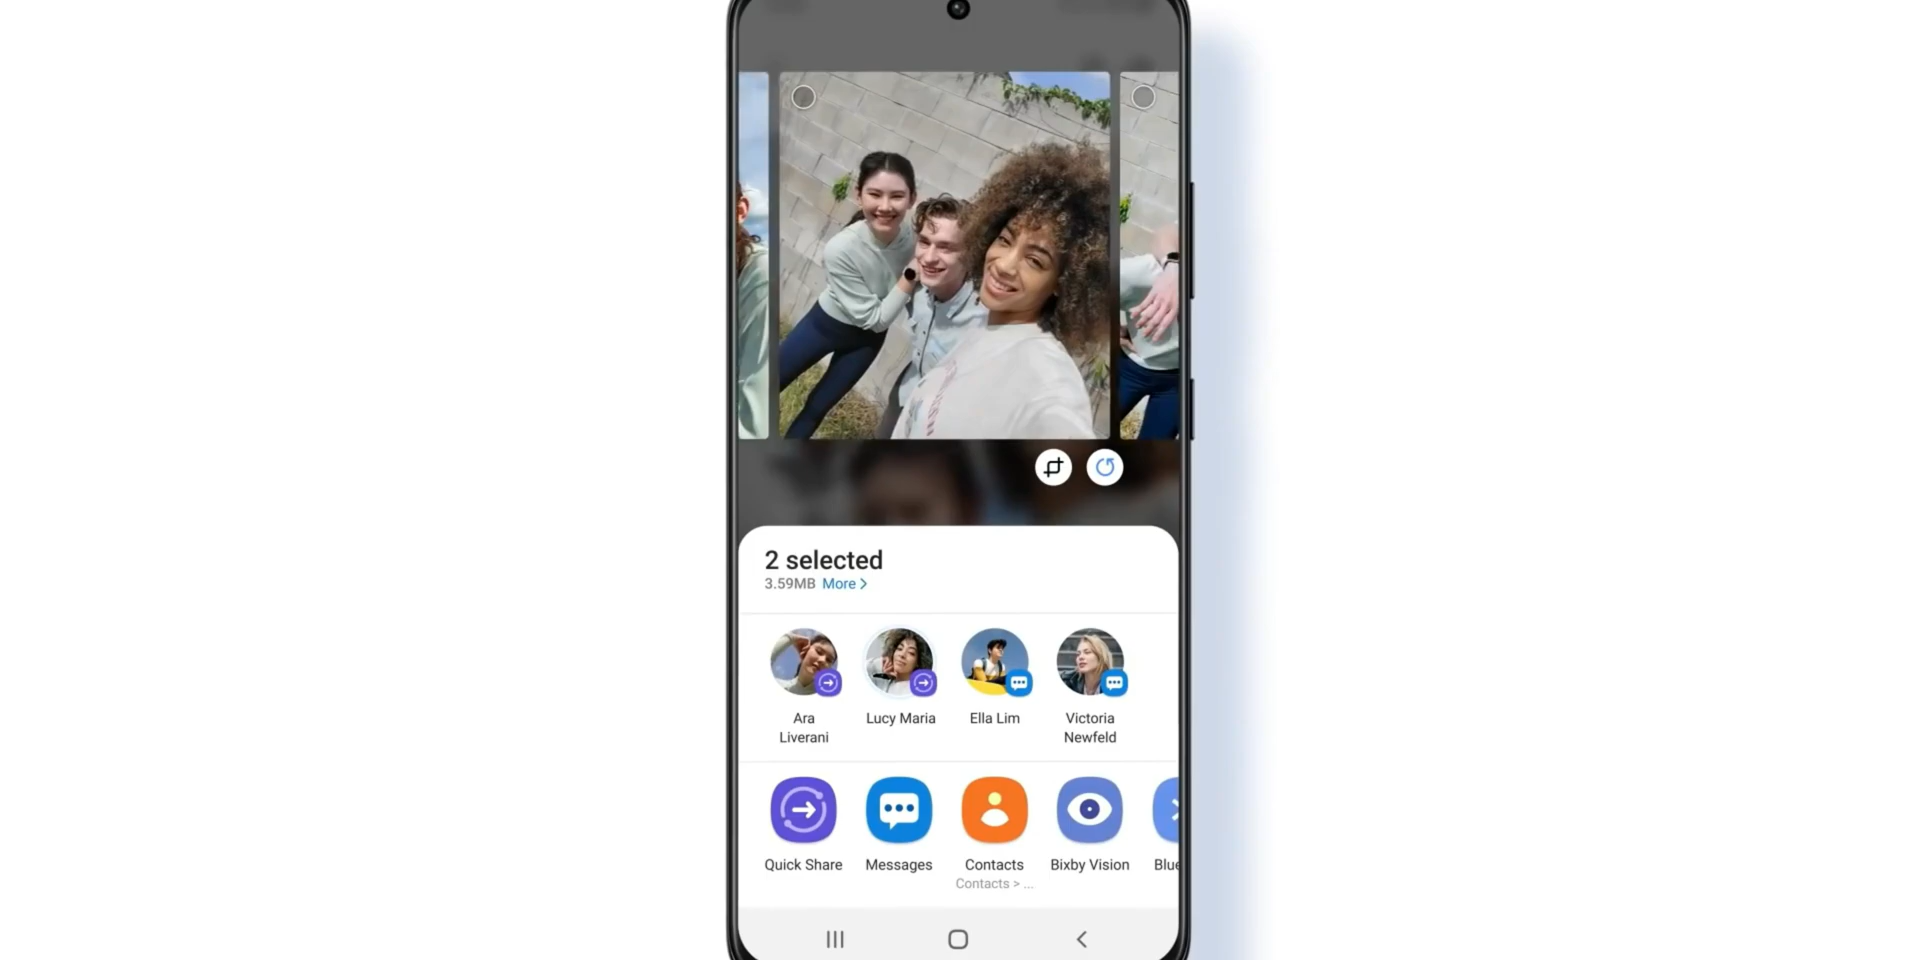 2 selected
3.59MB More >
Ara
Liverani
Lucy Maria
Ella Lim
Victoria
Newfeld
Quick Share
Messages
Contacts
Contacts > ...
Bixby Vision
Blue